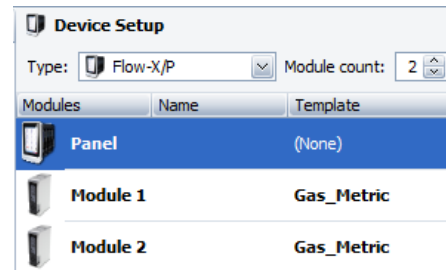 Device Setup
Type: Flow-X/P Module count: 2
Modules Name Template
Panel (None)
Module 1 Gas_Metric
Module 2 Gas_Metric